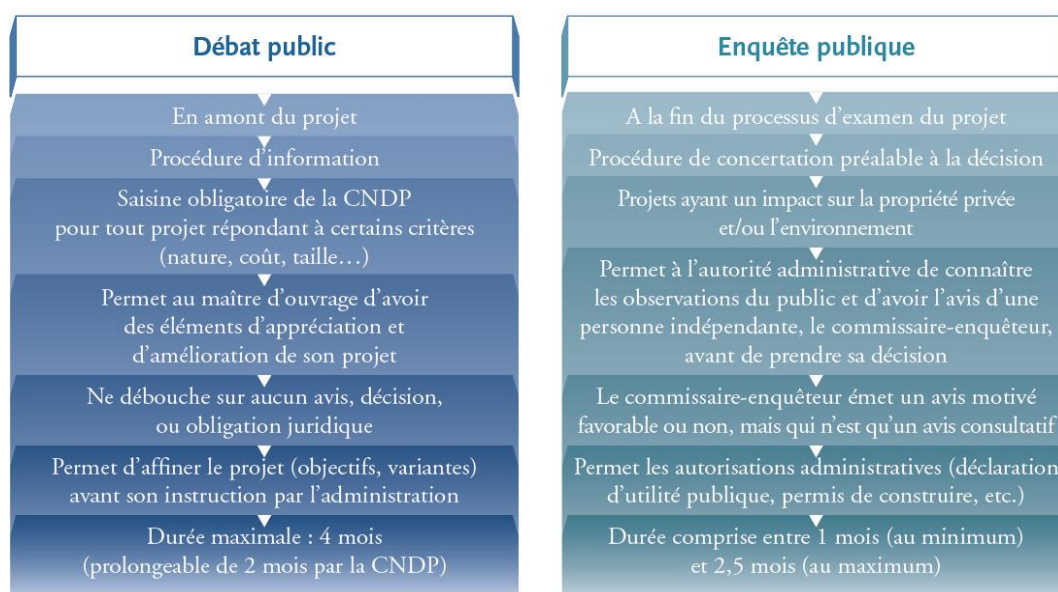 Débat public
En amont du projet
Procédure d'information
Saisine obligatoire de la CNDP
pour tout projet répondant à certains critères
(nature, coût, taille…)
Permet au maître d'ouvrage d'avoir
des éléments d'appréciation et
d'amélioration de son projet
Ne débouche sur aucun avis, décision,
ou obligation juridique
Permet d'affiner le projet (objectifs, variantes)
avant son instruction par l'administration
Durée maximale : 4 mois
(prolongeable de 2 mois par la CNDP)
Enquête publique
A la fin du processus d'examen du projet
Procédure de concertation préalable à la décision
Projets ayant un impact sur la propriété privée
et/ou l'environnement
Permet à l'autorité administrative de connaître
les observations du public et d'avoir l'avis d'une
personne indépendante, le commissaire-enquêteur,
avant de prendre sa décision
Le commissaire-enquêteur émet un avis motivé
favorable ou non, mais qui n'est qu'un avis consultatif
Permet les autorisations administratives (déclaration
d'utilité publique, permis de construire, etc.)
Durée comprise entre 1 mois (au minimum)
et 2,5 mois (au maximum)